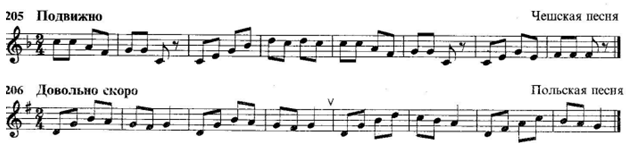 205 Подвижно Чешская песня
206 Довольно скоро Польская песня